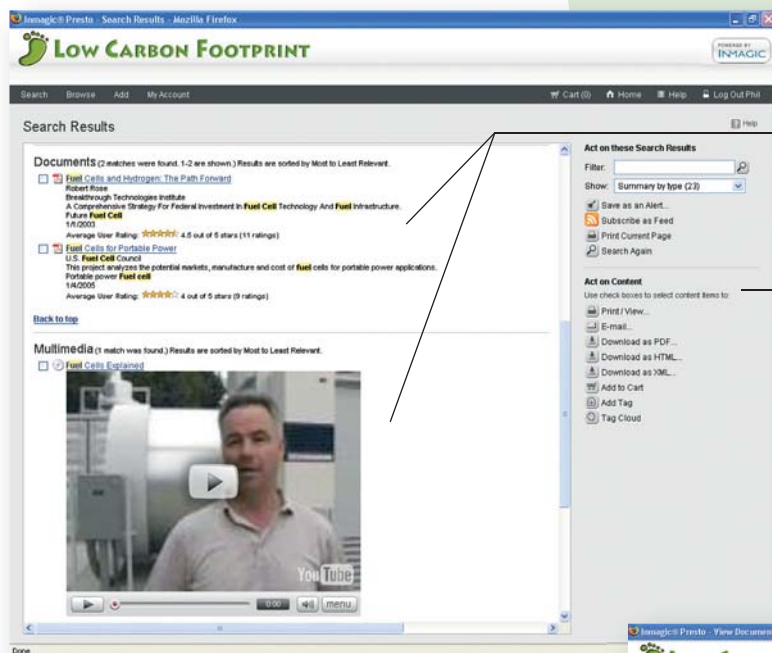 Inmagic® Presto - Search Results - Mozilla Firefox
LOW CARBON FOOTPRINT
POWERED BY
INMAGIC
Search Browse Add My Account Cart (0) Home Help Log Out Phil
Search Results
Help
Documents (2 matches were found. 1-2 are shown.) Results are sorted by Most to Least Relevant.
Fuel Cells and Hydrogen: The Path Forward
Robert Rose
Breakthrough Technologies Institute
A Comprehensive Strategy For Federal Investment In Fuel Cell Technology And Fuel Infrastructure.
Future Fuel Cell
1/1/2003
Average User Rating: 4.5 out of 5 stars (11 ratings)
Fuel Cells for Portable Power
U.S. Fuel Cell Council
This project analyzes the potential markets, manufacture and cost of fuel cells for portable power applications.
Portable power Fuel cell
1/4/2005
Average User Rating: 4 out of 5 stars (9 ratings)
Back to top
Multimedia (1 match was found.) Results are sorted by Most to Least Relevant.
Fuel Cells Explained
YouTube
0:00 menu
Done
Act on these Search Results
Filter:
Show: Summary by type (23)
Save as an Alert...
Subscribe as Feed
Print Current Page
Search Again
Act on Content
Use check boxes to select content items to:
Print / View...
E-mail...
Download as PDF...
Download as HTML...
Download as XML...
Add to Cart
Add Tag
Tag Cloud
Inmagic® Presto - View Documen